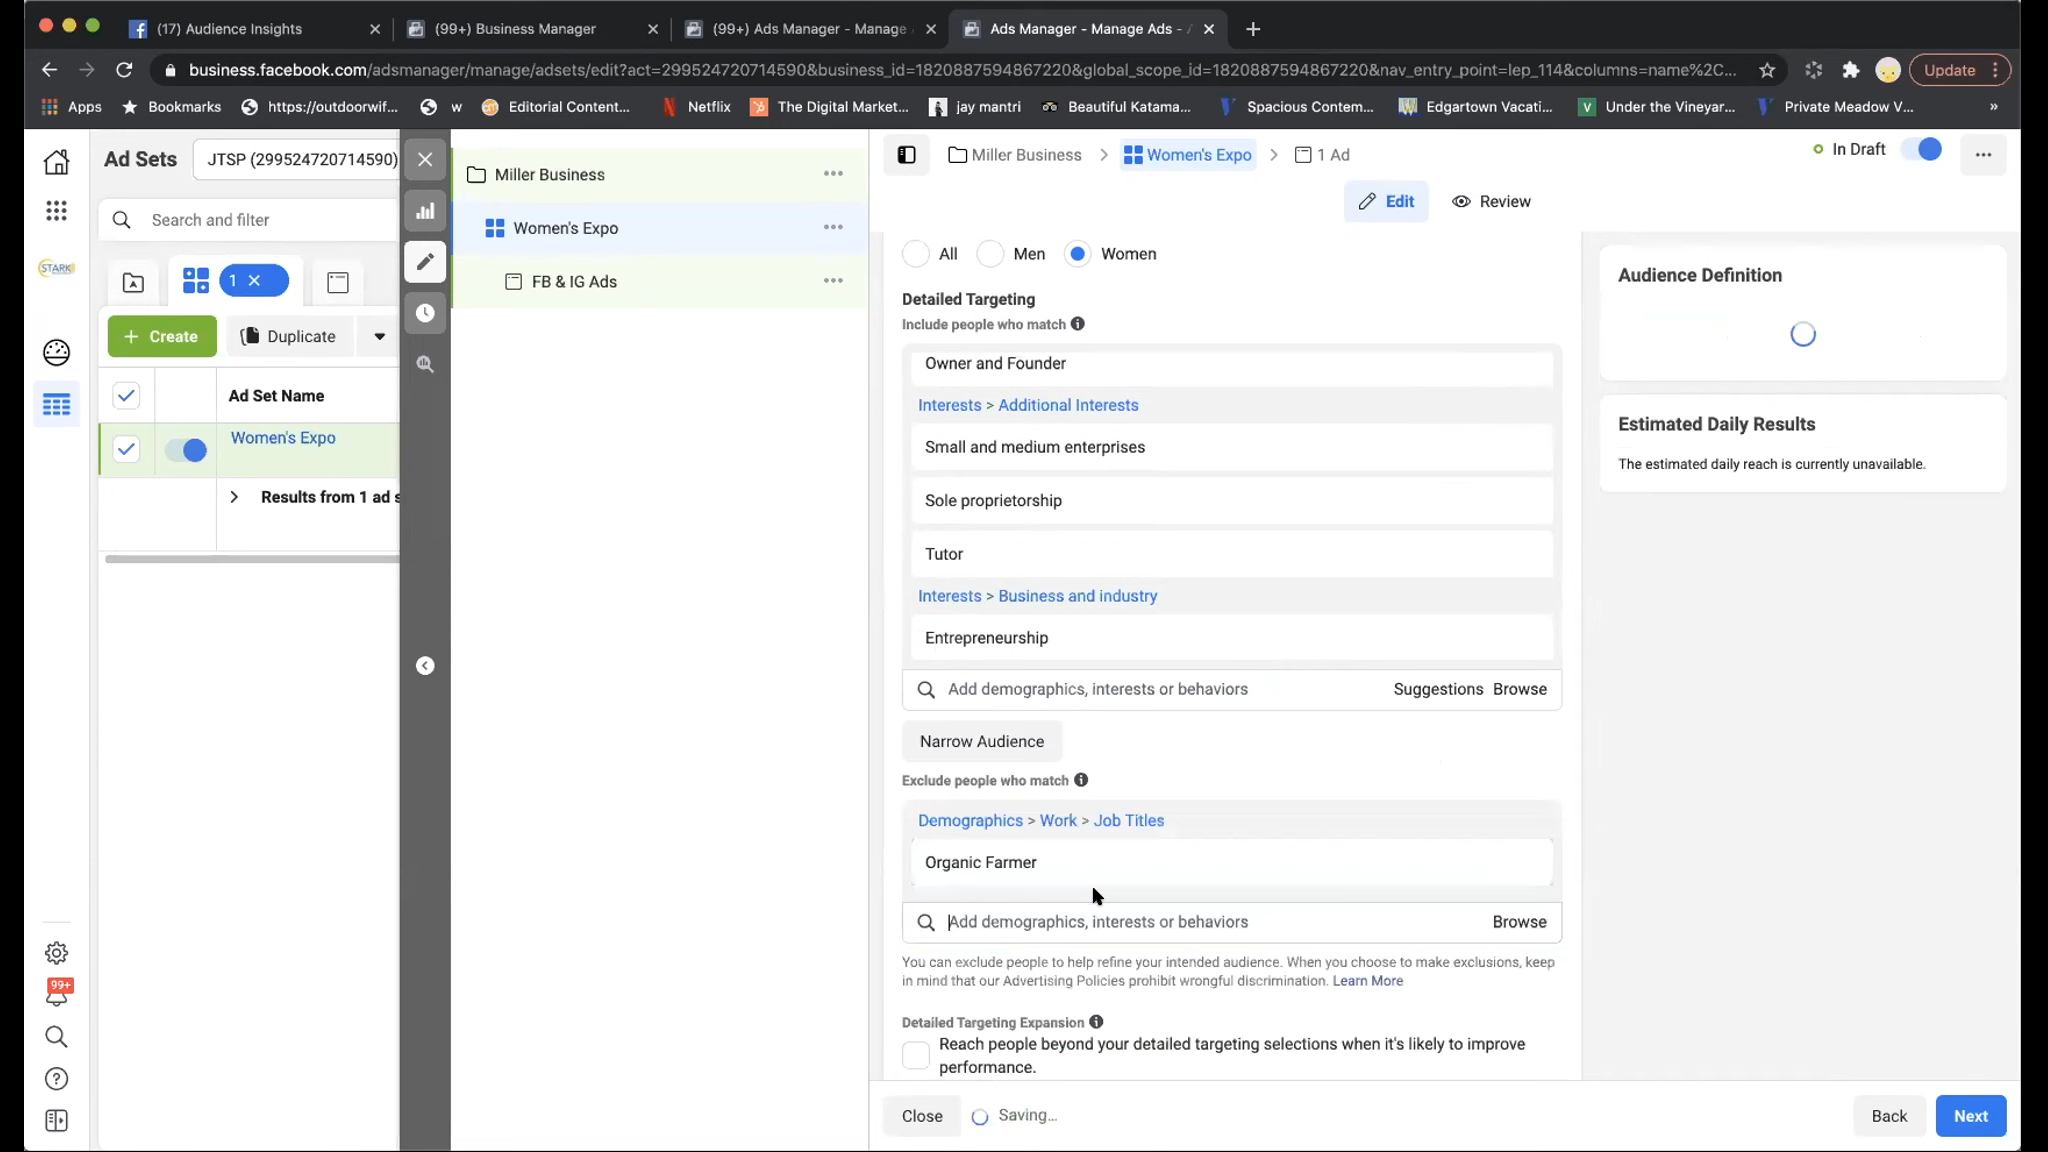 (17) Audience Insights
(99+) Business Manager
(99+) Ads Manager - Manage
Ads Manager - Manage Ads -
business.facebook.com/adsmanager/manage/adsets/edit?act=299524720714590&business_id=1820887594867220&global_scope_id=1820887594867220&nav_entry_point=lep_114&columns=name%2C...
Update
Apps
Bookmarks
https://outdoorwif...
w
Editorial Content...
Netflix
The Digital Market...
jay mantri
Beautiful Katama...
Spacious Contem...
Edgartown Vacati...
Under the Vineyar...
Private Meadow V...
»
Ad Sets
JTSP (299524720714590)
Search and filter
STARK
1
Create
Duplicate
Ad Set Name
Women's Expo
Results from 1 ad s
99+
Miller Business
Women's Expo
FB & IG Ads
Miller Business > Women's Expo > 1 Ad
In Draft
Edit
Review
All
Men
Women
Detailed Targeting
Include people who match
Owner and Founder
Interests > Additional Interests
Small and medium enterprises
Sole proprietorship
Tutor
Interests > Business and industry
Entrepreneurship
Add demographics, interests or behaviors
Suggestions
Browse
Narrow Audience
Exclude people who match
Demographics > Work > Job Titles
Organic Farmer
Add demographics, interests or behaviors
Browse
You can exclude people to help refine your intended audience. When you choose to make exclusions, keep
in mind that our Advertising Policies prohibit wrongful discrimination. Learn More
Detailed Targeting Expansion
Reach people beyond your detailed targeting selections when it's likely to improve
performance.
Close
Saving...
Back
Next
Audience Definition
Estimated Daily Results
The estimated daily reach is currently unavailable.